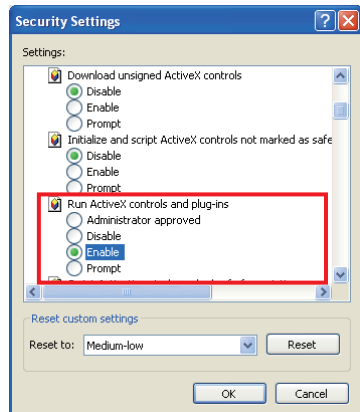 Security Settings
Settings:
Download unsigned ActiveX controls
Disable
Enable
Prompt
Initialize and script ActiveX controls not marked as safe
Disable
Enable
Prompt
Run ActiveX controls and plug-ins
Administrator approved
Disable
Enable
Prompt
Reset custom settings
Reset to: Medium-low Reset
OK Cancel